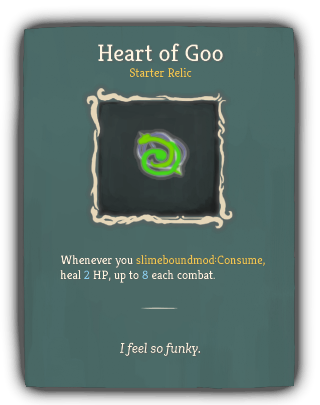 Heart of Goo
Starter Relic
Whenever you slimeboundmod:Consume,
heal 2 HP, up to 8 each combat.
I feel so funky.